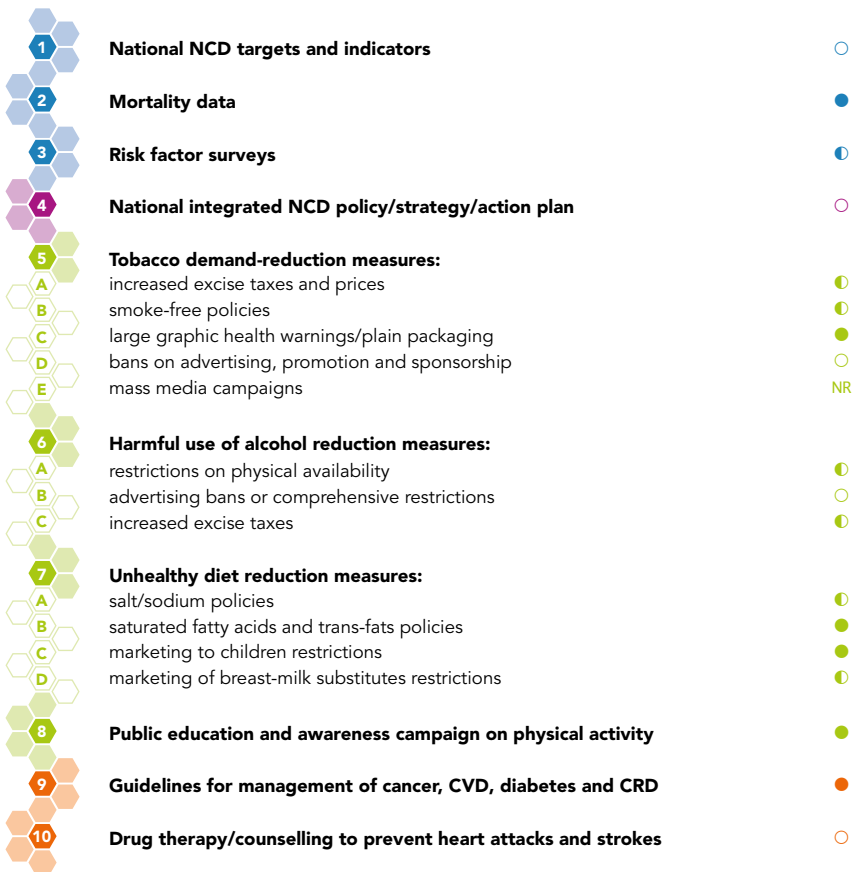 1 National NCD targets and indicators ○
2 Mortality data ●
3 Risk factor surveys ◐
4 National integrated NCD policy/strategy/action plan ○
5 Tobacco demand-reduction measures:
A increased excise taxes and prices ◐
B smoke-free policies ◐
C large graphic health warnings/plain packaging ●
D bans on advertising, promotion and sponsorship ○
E mass media campaigns NR
6 Harmful use of alcohol reduction measures:
A restrictions on physical availability ◐
B advertising bans or comprehensive restrictions ○
C increased excise taxes ◐
7 Unhealthy diet reduction measures:
A salt/sodium policies ◐
B saturated fatty acids and trans-fats policies ●
C marketing to children restrictions ●
D marketing of breast-milk substitutes restrictions ◐
8 Public education and awareness campaign on physical activity ●
9 Guidelines for management of cancer, CVD, diabetes and CRD ●
10 Drug therapy/counselling to prevent heart attacks and strokes ○